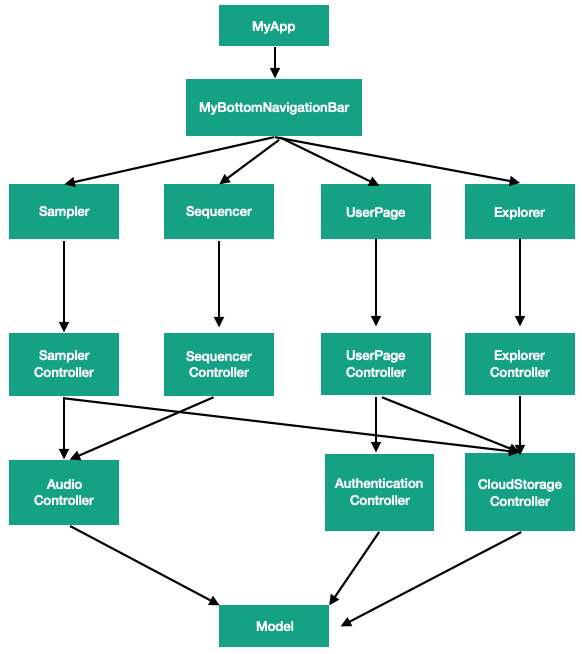 MyApp
MyBottomNavigationBar
Sampler
Sequencer
UserPage
Explorer
Sampler
Controller
Sequencer
Controller
UserPage
Controller
Explorer
Controller
Audio
Controller
Authentication
Controller
CloudStorage
Controller
Model